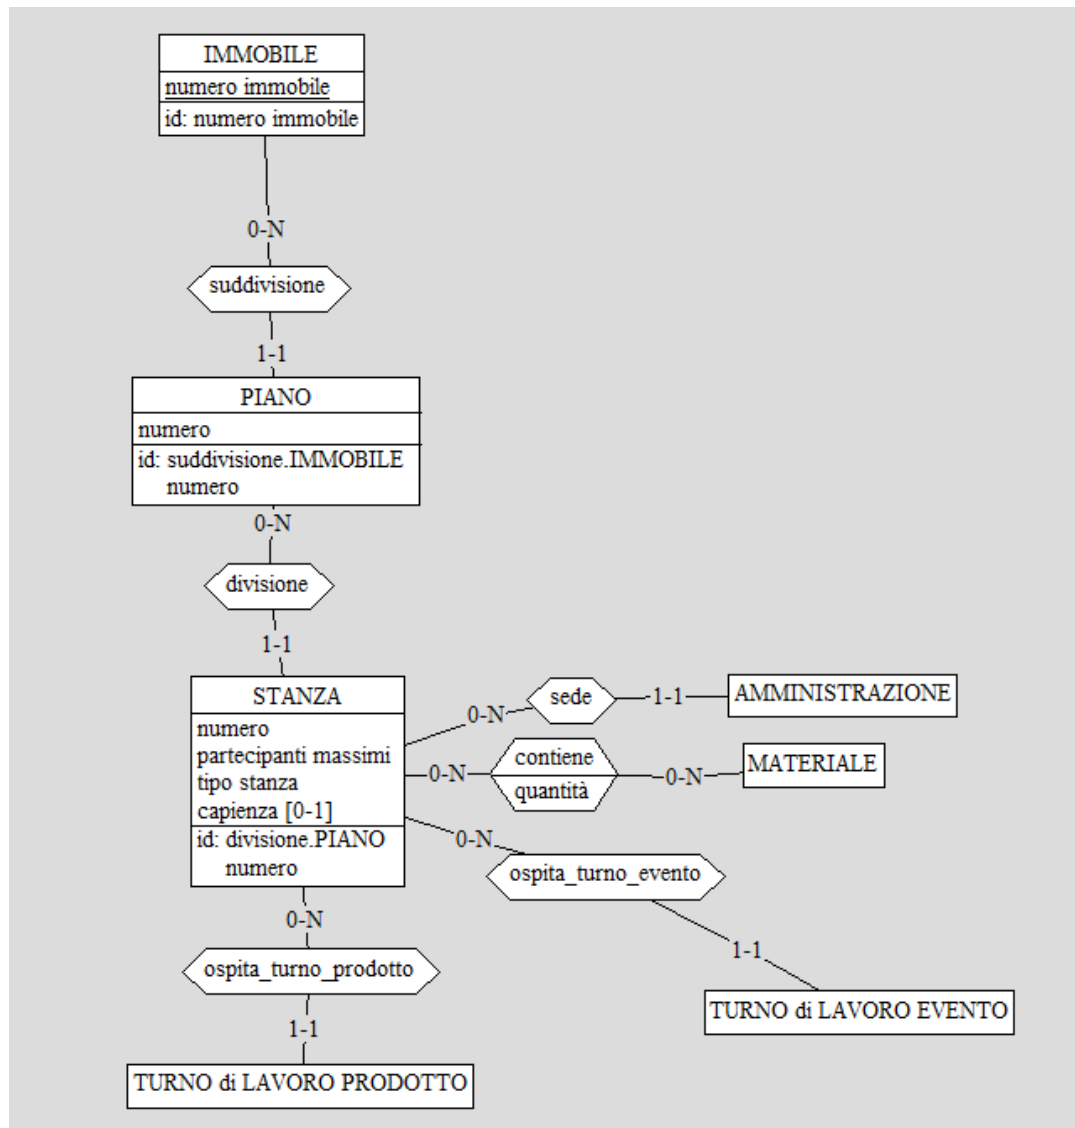 IMMOBILE
numero immobile
id: numero immobile
0-N
suddivisione
1-1
PIANO
numero
id: suddivisione.IMMOBILE
numero
0-N
divisione
1-1
STANZA
numero
partecipanti massimi
tipo stanza
capienza [0-1]
id: divisione.PIANO
numero
0-N
sede
1-1
AMMINISTRAZIONE
0-N
contiene
quantità
0-N
MATERIALE
0-N
ospita_turno_evento
1-1
TURNO di LAVORO EVENTO
0-N
ospita_turno_prodotto
1-1
TURNO di LAVORO PRODOTTO